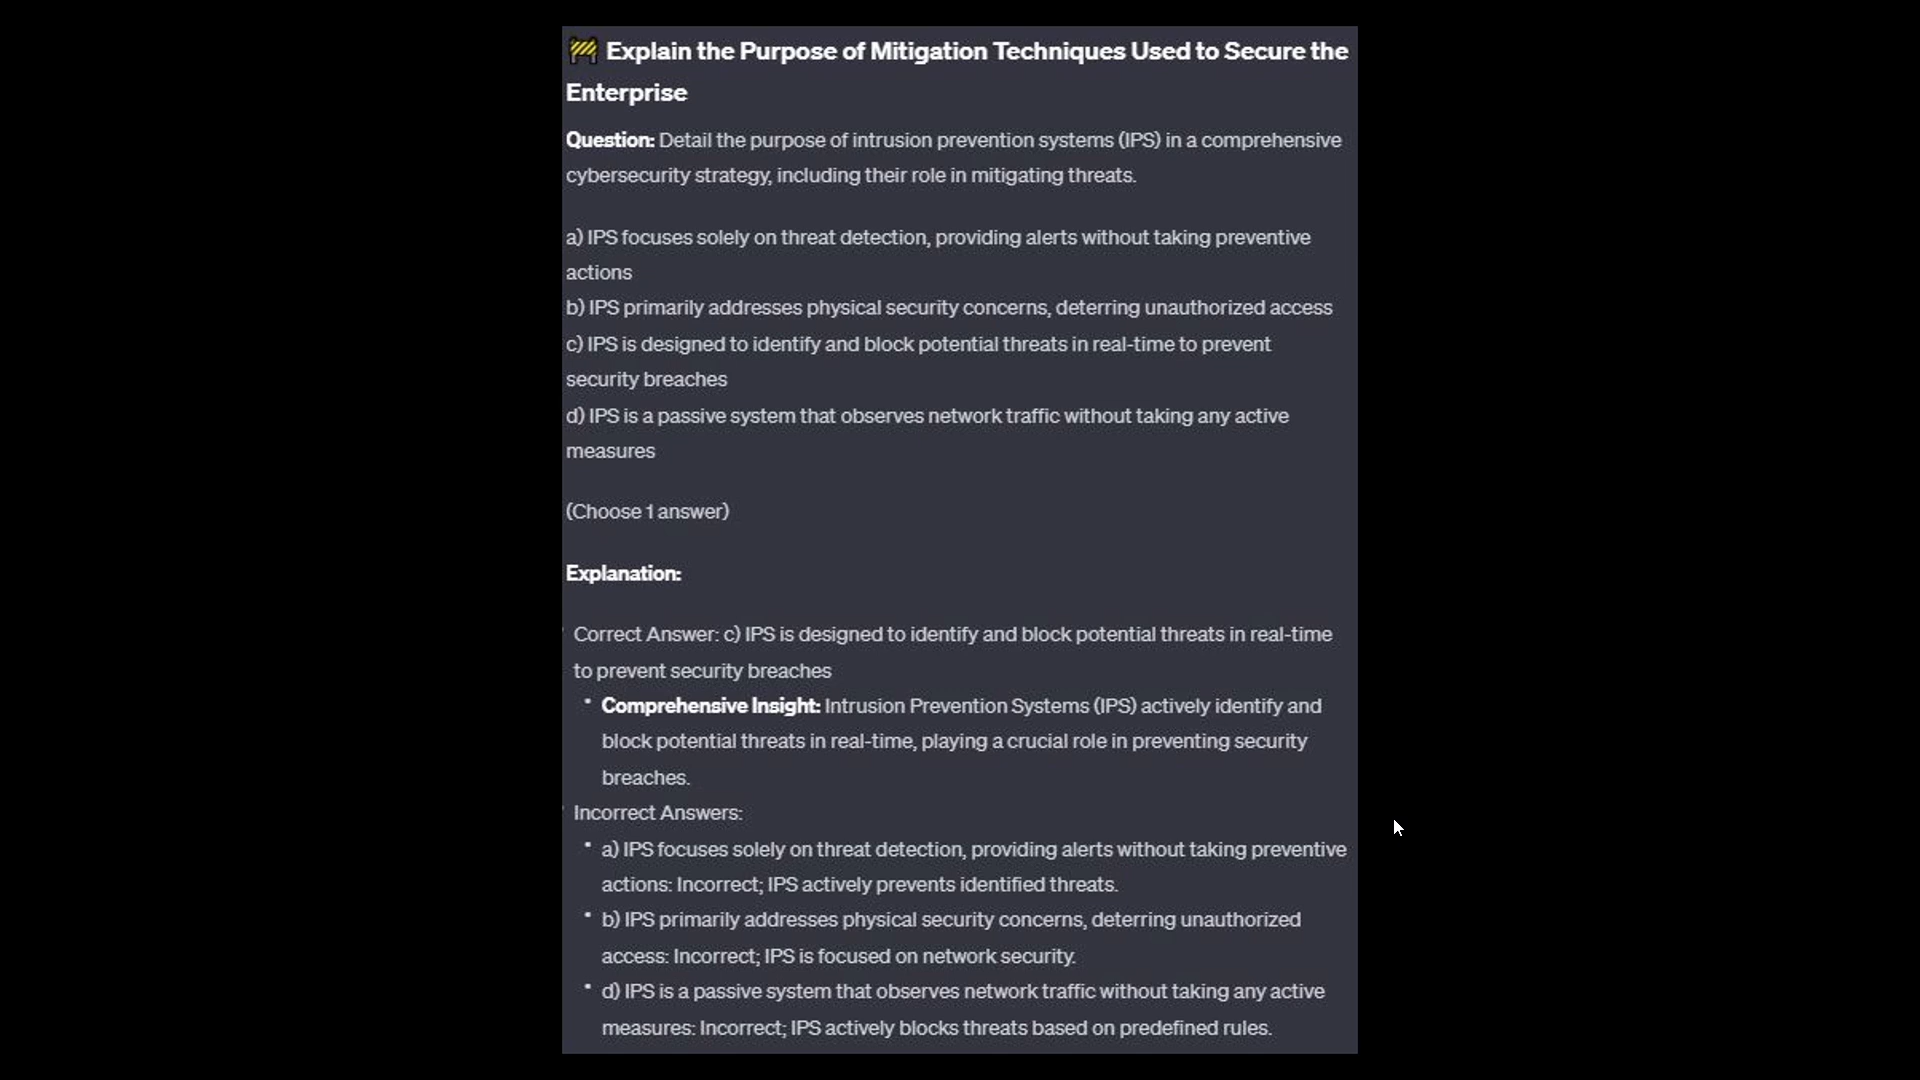 🚧 Explain the Purpose of Mitigation Techniques Used to Secure the
Enterprise
Question: Detail the purpose of intrusion prevention systems (IPS) in a comprehensive
cybersecurity strategy, including their role in mitigating threats.
a) IPS focuses solely on threat detection, providing alerts without taking preventive
actions
b) IPS primarily addresses physical security concerns, deterring unauthorized access
c) IPS is designed to identify and block potential threats in real-time to prevent
security breaches
d) IPS is a passive system that observes network traffic without taking any active
measures
(Choose 1 answer)
Explanation:
Correct Answer: c) IPS is designed to identify and block potential threats in real-time
to prevent security breaches
• Comprehensive Insight: Intrusion Prevention Systems (IPS) actively identify and
block potential threats in real-time, playing a crucial role in preventing security
breaches.
Incorrect Answers:
• a) IPS focuses solely on threat detection, providing alerts without taking preventive
actions: Incorrect; IPS actively prevents identified threats.
• b) IPS primarily addresses physical security concerns, deterring unauthorized
access: Incorrect; IPS is focused on network security.
• d) IPS is a passive system that observes network traffic without taking any active
measures: Incorrect; IPS actively blocks threats based on predefined rules.